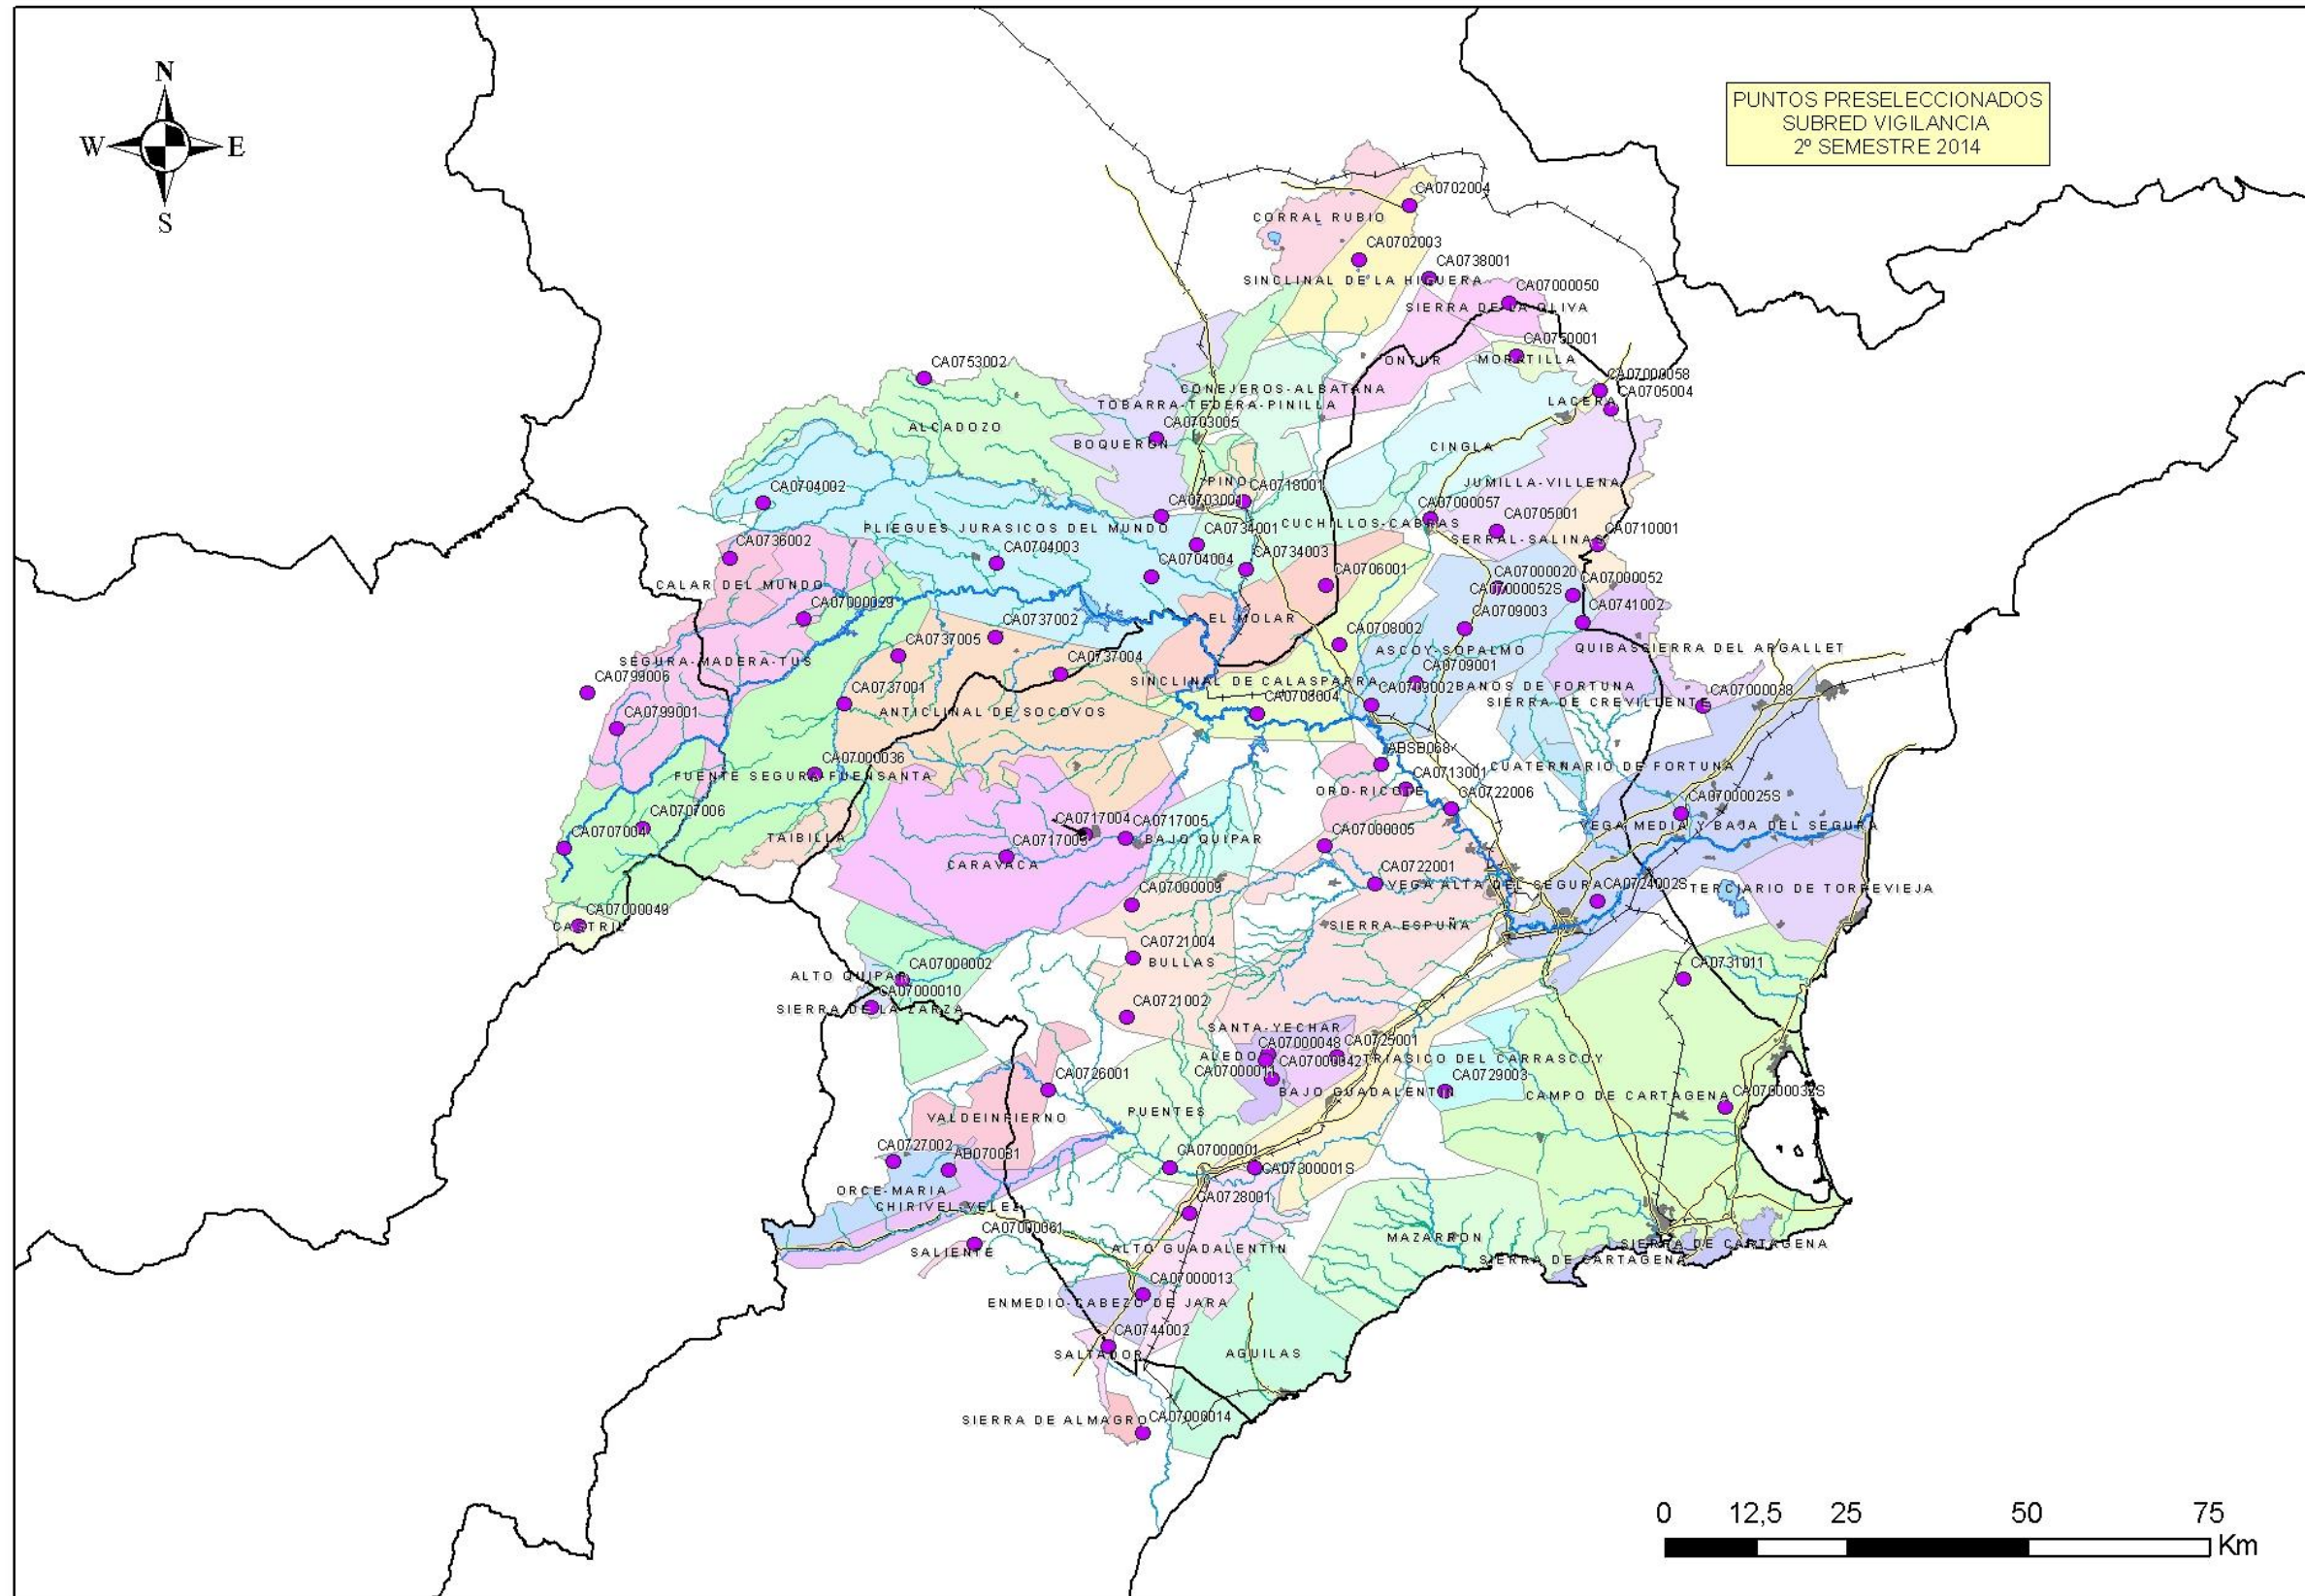 N
W E
S
PUNTOS PRESELECCIONADOS
SUBRED VIGILANCIA
2º SEMESTRE 2014
CA0702004
CORRAL RUBIO
CA0702003
CA0738001
SINCLINAL DE LA HIGUERA
CA07000050
SIERRA DE LA OLIVA
CA0750001
ONTUR
MORATILLA
CA0753002
CA07000058
CONEJEROS-ALBATANA
CA0705004
LACERA
TOBARRA-TEDERA-PINILLA
CA0703005
ALCADOZO
BOQUERON
CINGLA
PINO
JUMILLA-VILLENA
CA0704002
CA0718001
CA0703001
CA07000057
CA0705001
PLIEGUES JURASICOS DEL MUNDO
CUCHILLOS-CABRAS
CA0734001
CA0710001
SERRAL-SALINAS
CA0736002
CA0704003
CA0704004
CA0734003
CA0706001
CA07000020
CA07000052
CALAR DEL MUNDO
CA07000052S
CA07000029
CA0741002
CA0709003
EL MOLAR
CA0737002
CA0737005
CA0708002
ASCOY-SOPALMO
QUIBAS
SIERRA DEL ARGALLET
SEGURA-MADERA-TUS
CA0737004
CA0799006
CA0709001
SINCLINAL DE CALASPARRA
CA0709002
BANOS DE FORTUNA
CA0737001
CA07000038
SIERRA DE CREVILLENTE
CA0799001
ANTICLINAL DE SOCOVOS
CA07000036
CUATERNARIO DE FORTUNA
FUENTE SEGURA-FUENSANTA
CA0713001
ORO-RICOTE
CA0722006
CA0707006
CA07000025S
CA0707004
TAIBILLA
CA0717004
CA0717005
CA07000005
VEGA MEDIA Y BAJA DEL SEGURA
BAJO QUIPAR
CARAVACA
CA0722001
CA07000009
VEGA ALTA DEL SEGURA
CA0724002S
TERCIARIO DE TORREVIEJA
CA07000049
CASTRIL
SIERRA ESPUÑA
CA0721004
BULLAS
CA07000002
ALTO QUIPAR
CA0731011
CA07000010
SIERRA DE LA ZARZA
CA0721002
SANTA-YECHAR
CA07000048
CA0725001
ALEDO
CA07000042
TRIASICO DEL CARRASCOY
CA07000011
CA0726001
CA0729003
BAJO GUADALENTIN
CAMPO DE CARTAGENA
VALDEINFIERNO
PUENTES
CA0727002
CA07000001
CA07300001S
ORCE-MARIA
CHIRIVEL-VELEZ
CA0728001
CA07000061
SALIENTE
ALTO GUADALENTIN
MAZARRON
SIERRA DE CARTAGENA
SIERRA DE CARTAGENA
CA07000013
ENMEDIO-CABEZO DE JARA
CA0744002
SALTADOR
AGUILAS
CA07000014
SIERRA DE ALMAGRO
0 12,5 25 50 75
Km